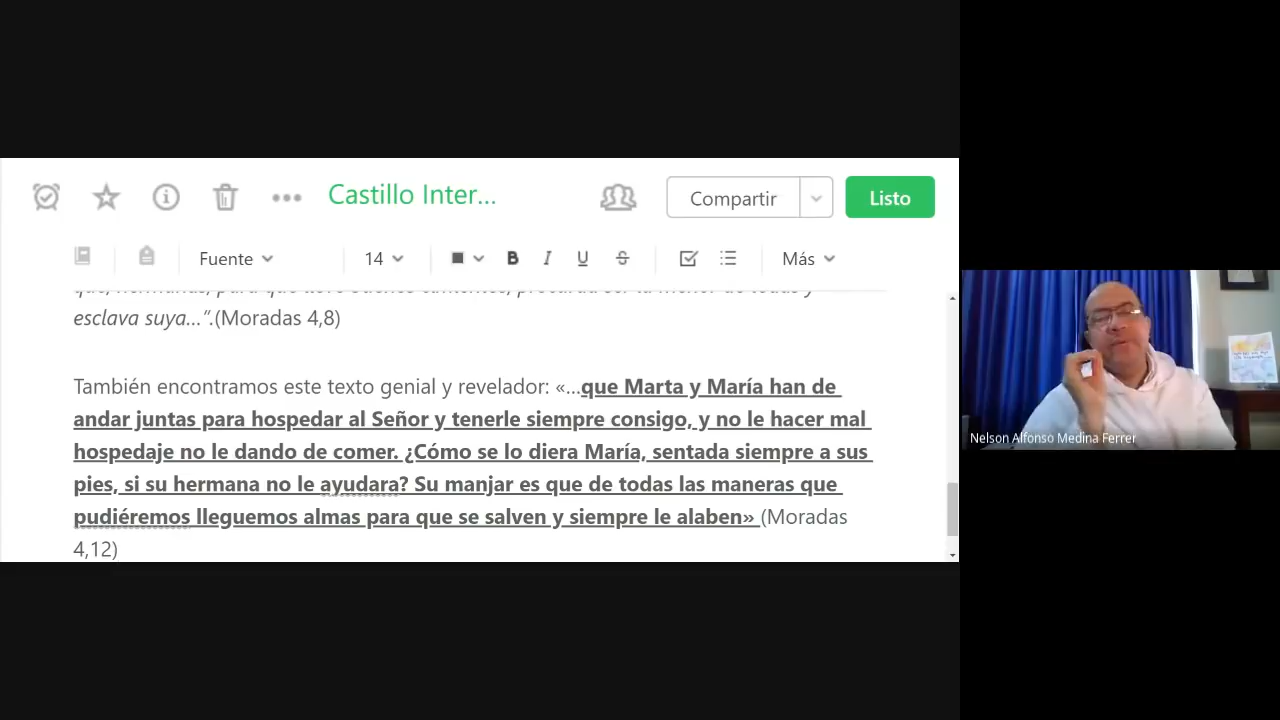 Castillo Inter...
Compartir
Listo
Fuente
14
B I U S
Más
esclava suya...”.(Moradas 4,8)
También encontramos este texto genial y revelador: «...que Marta y María han de
andar juntas para hospedar al Señor y tenerle siempre consigo, y no le hacer mal
hospedaje no le dando de comer. ¿Cómo se lo diera María, sentada siempre a sus
pies, si su hermana no le ayudara? Su manjar es que de todas las maneras que
pudiéremos lleguemos almas para que se salven y siempre le alaben» (Moradas
4,12)
Nelson Alfonso Medina Ferrer